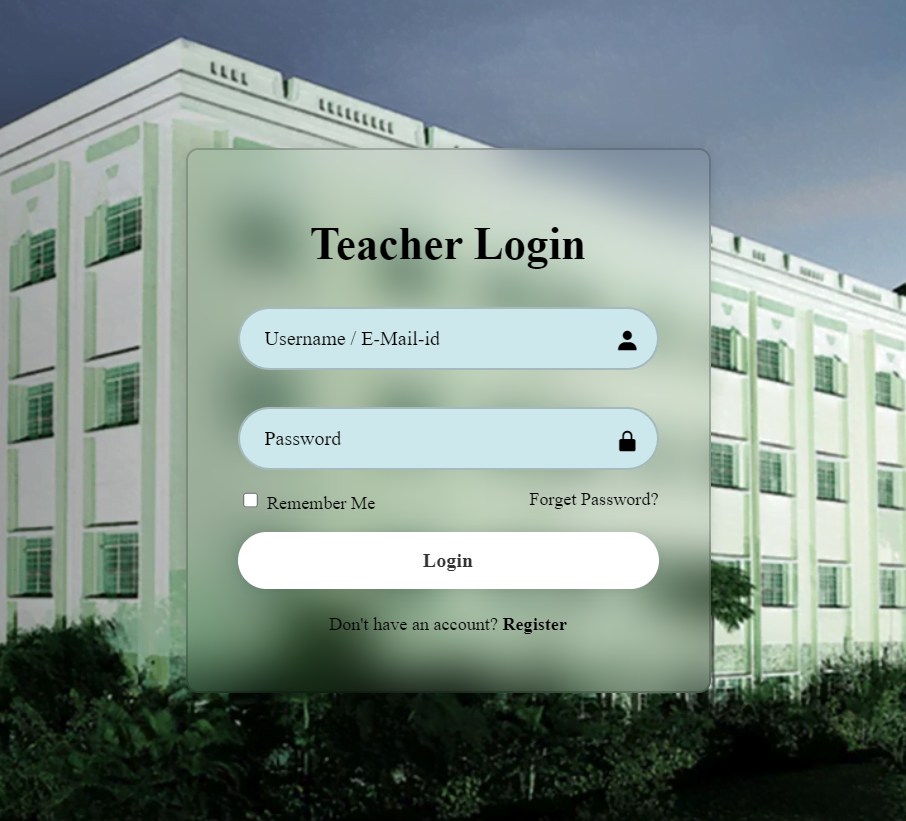 Teacher Login
Username / E-Mail-id
Password
Remember Me Forget Password?
Login
Don't have an account? Register